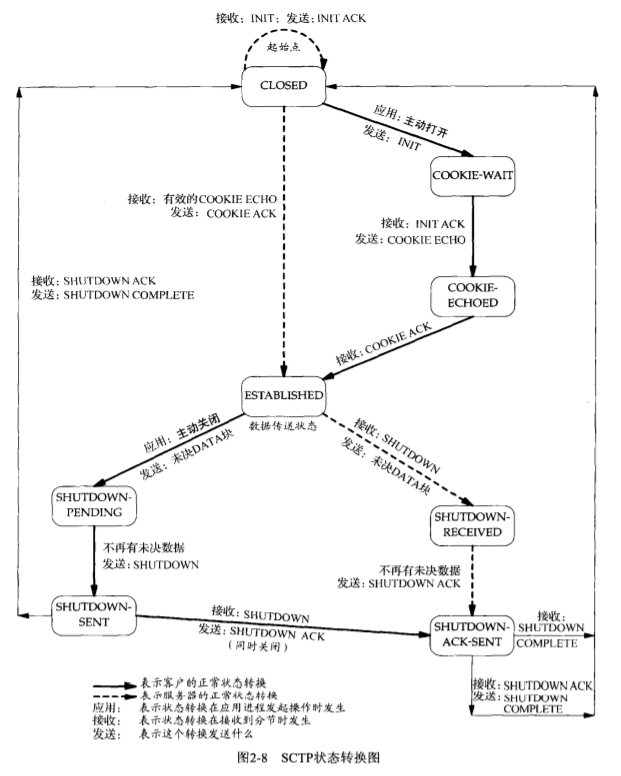 接收：INIT；发送：INIT ACK
起始点
CLOSED
应用：主动打开
发送：INIT
COOKIE-WAIT
接收：有效的COOKIE ECHO
发送：COOKIE ACK
接收：INIT ACK
发送：COOKIE ECHO
接收：SHUTDOWN ACK
发送：SHUTDOWN COMPLETE
COOKIE-
ECHOED
接收：COOKIE ACK
ESTABLISHED
数据传送状态
应用：主动关闭
发送：未决DATA块
接收：SHUTDOWN
发送：未决DATA块
SHUTDOWN-
PENDING
SHUTDOWN-
RECEIVED
不再有未决数据
发送：SHUTDOWN
不再有未决数据
发送：SHUTDOWN ACK
SHUTDOWN-
SENT
接收：SHUTDOWN
发送：SHUTDOWN ACK
（同时关闭）
SHUTDOWN-
ACK-SENT
接收：
SHUTDOWN
COMPLETE
接收：SHUTDOWN ACK
发送：SHUTDOWN
COMPLETE
表示客户的正常状态转换
表示服务器的正常状态转换
应用： 表示状态转换在应用进程发起操作时发生
接收： 表示状态转换在接收到分节时发生
发送： 表示这个转换发送什么
图2-8 SCTP状态转换图